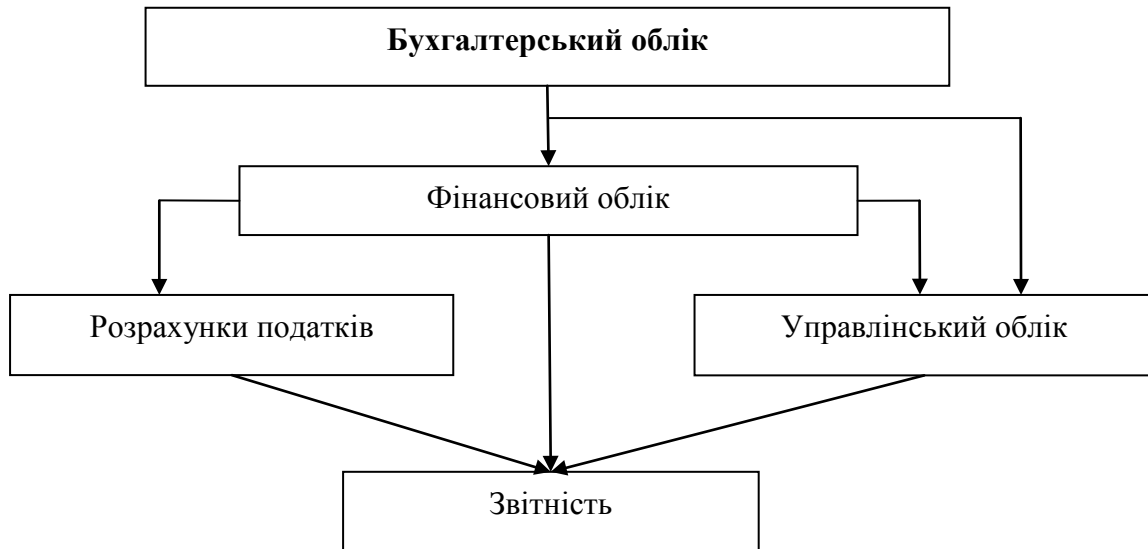 Бухгалтерський облік
Фінансовий облік
Розрахунки податків
Управлінський облік
Звітність